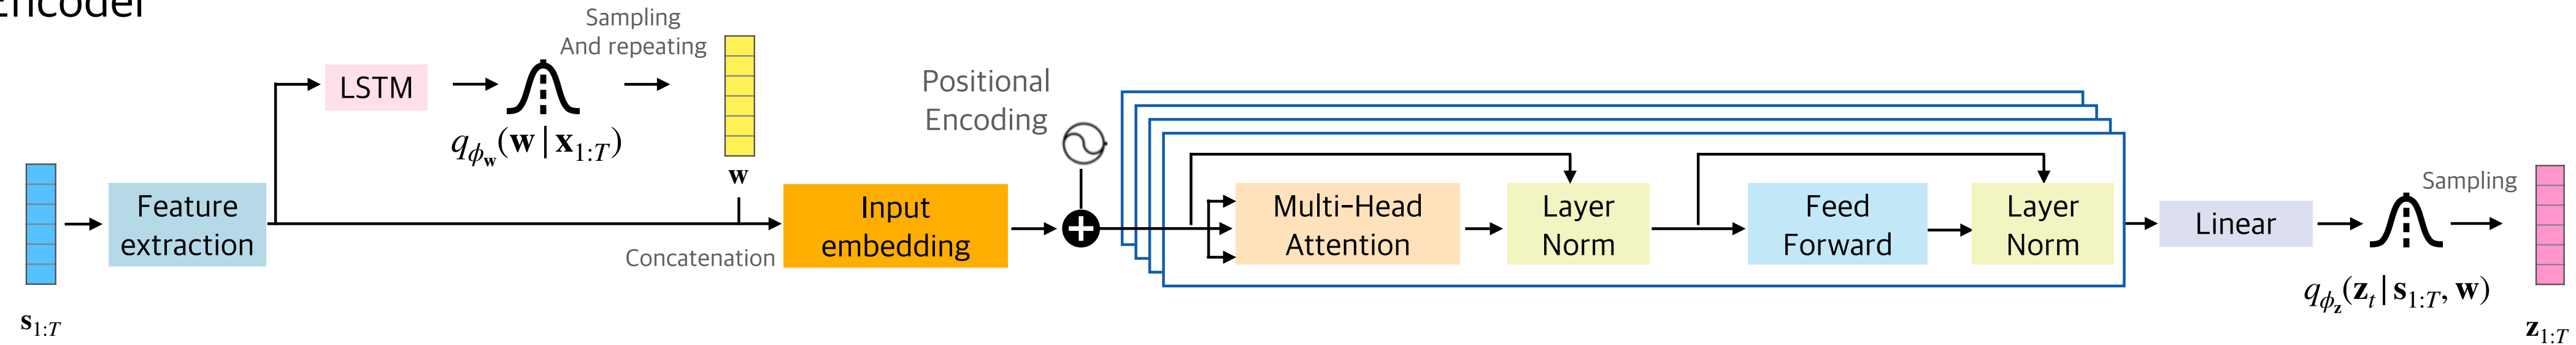 Encoder
Sampling
And repeating
LSTM
q_{ϕ_w}(w | x_{1:T})
w
Positional
Encoding
Feature
extraction
Concatenation
Input
embedding
Multi-Head
Attention
Layer
Norm
Feed
Forward
Layer
Norm
Linear
Sampling
q_{ϕ_z}(z_t | s_{1:T}, w)
s_{1:T}
z_{1:T}